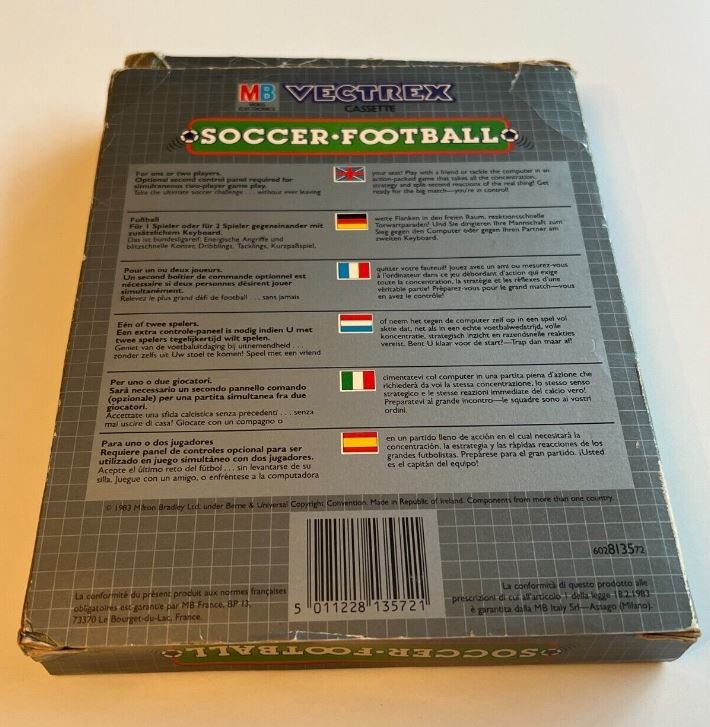 MB VECTREX
VIDEO
ELECTRONICS
CASSETTE
SOCCER·FOOTBALL
For one or two players.
Optional second control panel required for
simultaneous two-player game play.
Take the ultimate soccer challenge . . . without ever leaving
your seat! Play with a friend or tackle the computer in an
action-packed game that takes all the concentration,
strategy and split-second reactions of the real thing! Get
ready for the big match—you're in control!
Fußball
Für 1 Spieler oder für 2 Spieler gegeneinander mit
zusätzlichem Keyboard.
Das ist bundesligareif: Energische Angriffe und
blitzschnelle Konter, Dribblings, Tacklings, Kurzpaßspiel,
weite Flanken in den freien Raum, reaktionsschnelle
Torwartparaden! Und Sie dirigieren Ihre Mannschaft zum
Sieg gegen den Computer oder gegen Ihren Partner am
zweiten Keyboard.
Pour un ou deux joueurs.
Un second boîtier de commande optionnel est
nécessaire si deux personnes désirent jouer
simultanément.
Relevez le plus grand défi de football . . . sans jamais
quitter votre fauteuil! Jouez avec un ami ou mesurez-vous
à l'ordinateur dans ce jeu débordant d'action qui exige
toute la concentration, la stratégie et les réflexes d'une
véritable partie! Préparez-vous pour le grand match—vous
en avez le contrôle!
Eén of twee spelers.
Een extra controle-paneel is nodig indien U met
twee spelers tegelijkertijd wilt spelen.
Geniet van de voetbaluitdaging bij uitnemendheid . . .
zonder zelfs uit Uw stoel te komen! Speel met een vriend
of neem het tegen de computer zelf op in een spel vol
aktie dat, net als in een echte voetbalwedstrijd, volle
koncentratie, strategisch inzicht en razendsnelle reakties
vereist. Bent U klaar voor de start!—Trap dan maar af!
Per uno o due giocatori.
Sarà necessario un secondo pannello comando
(opzionale) per una partita simultanea fra due
giocatori.
Accettate una sfida calcistica senza precedenti . . . senza
mai uscire di casa! Giocate con un compagno o
cimentatevi col computer in una partita piena d'azione che
richiederà da voi la stessa concentrazione, lo stesso senso
strategico e le stesse reazioni immediate del calcio vero!
Preparatevi al grande incontro—le squadre sono ai vostri
ordini.
Para uno o dos jugadores
Requiere panel de controles opcional para ser
utilizado en juego simultáneo con dos jugadores.
Acepte el último reto del fútbol . . . sin levantarse de su
silla. Juegue con un amigo, o enfréntese a la computadora
en un partido lleno de acción en el cual necesitará la
concentración, la estrategia y las rápidas reacciones de los
grandes futbolistas. Prepárese para el gran partido. ¡Usted
es el capitán del equipo!
© 1983 Milton Bradley Ltd. under Berne & Universal Copyright Convention. Made in Republic of Ireland. Components from more than one country.
602813572
La conformité du présent produit aux normes françaises
obligatoires est garantie par MB France, BP 13,
73370 Le Bourget-du-Lac, France.
5 011228 135721
La conformità di questo prodotto alle
prescrizioni di cui all'articolo 1 della legge 18.2.1983
è garantita dalla MB Italy Srl—Assago (Milano).
SOCCER·FOOTBALL